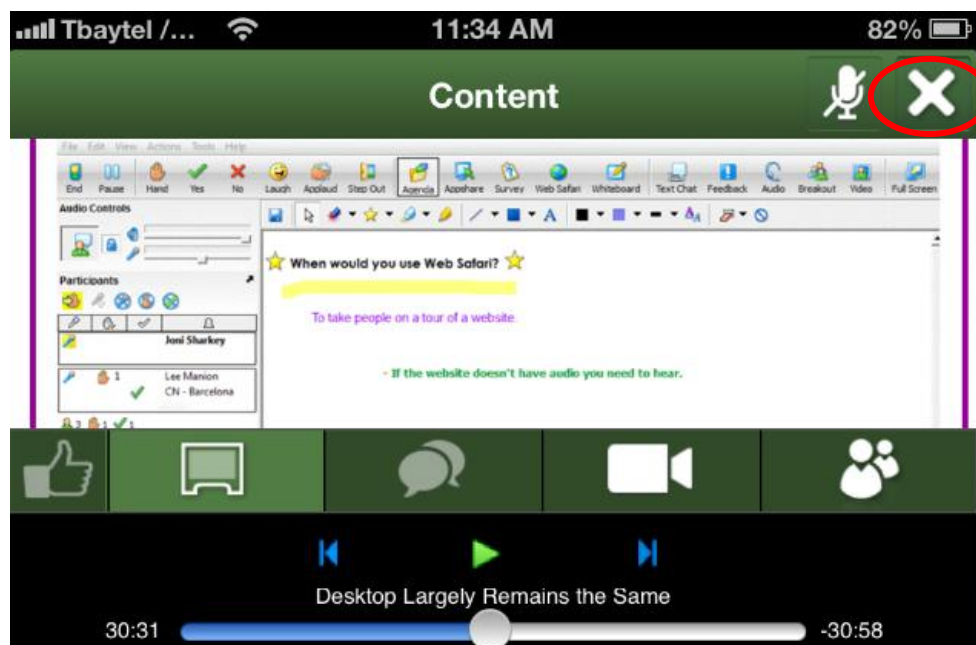 Tbaytel /... 11:34 AM 82%
Content
File Edit View Actions Tools Help
End Pause Hand Yes No Laugh Applaud Step Out Agenda Appshare Survey Web Safari Whiteboard Text Chat Feedback Audio Breakout Video Full Screen
Audio Controls
A A
When would you use Web Safari?
Participants
To take people on a tour of a website.
Joni Sharkey
- If the website doesn't have audio you need to hear.
1 Lee Manion
CN - Barcelona
3 1 1
Desktop Largely Remains the Same
30:31 -30:58